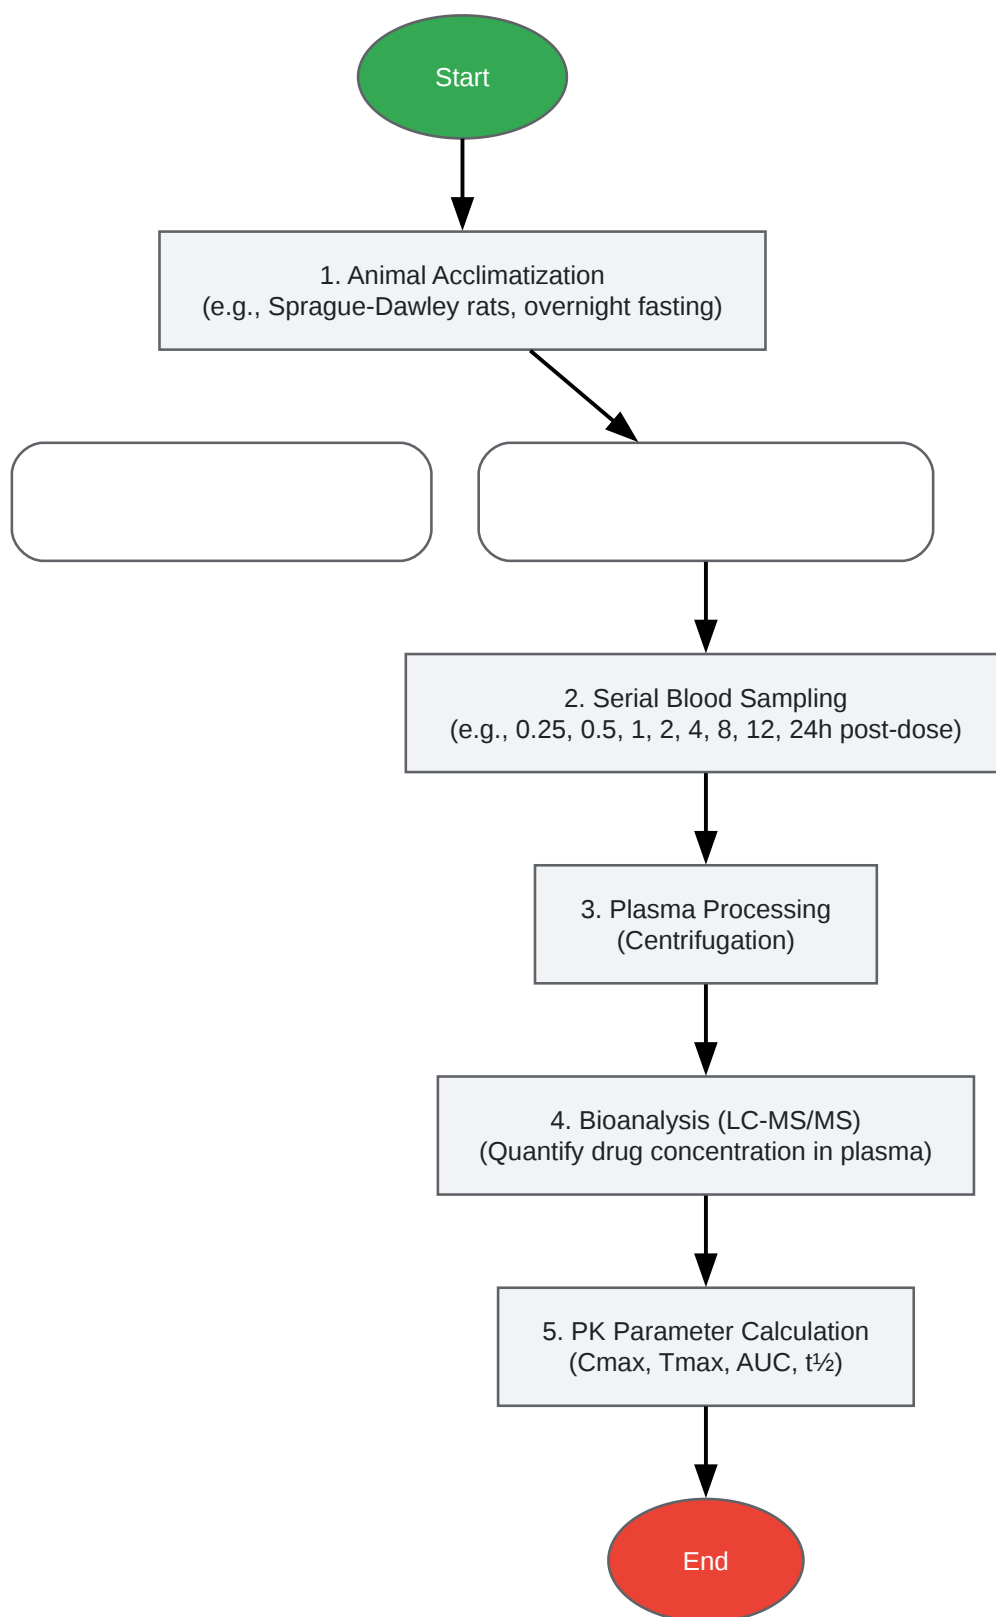 Start
1. Animal Acclimatization
(e.g., Sprague-Dawley rats, overnight fasting)
2. Serial Blood Sampling
(e.g., 0.25, 0.5, 1, 2, 4, 8, 12, 24h post-dose)
3. Plasma Processing
(Centrifugation)
4. Bioanalysis (LC-MS/MS)
(Quantify drug concentration in plasma)
5. PK Parameter Calculation
(Cmax, Tmax, AUC, t½)
End